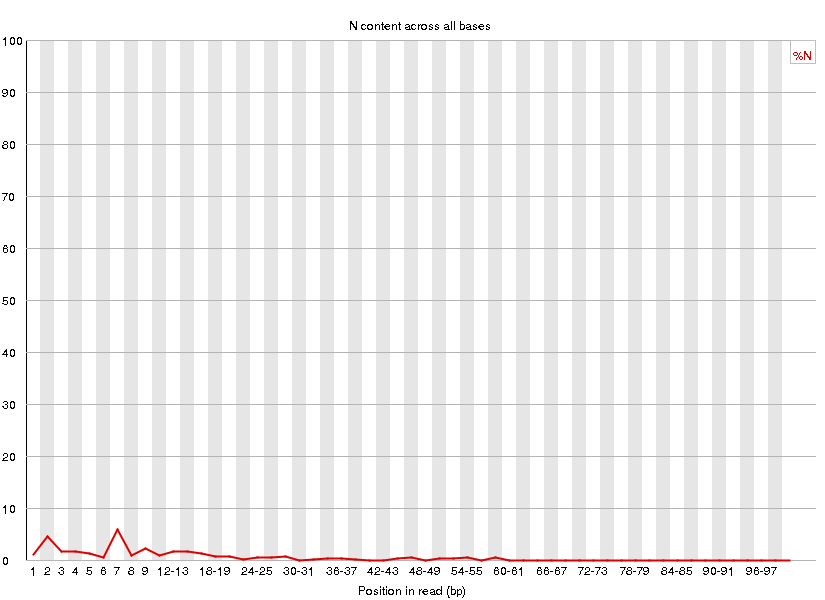 N content across all bases
100
%N
90
80
70
60
50
40
30
20
10
0
1 2 3 4 5 6 7 8 9 12-13 18-19 24-25 30-31 36-37 42-43 48-49 54-55 60-61 66-67 72-73 78-79 84-85 90-91 96-97
Position in read (bp)